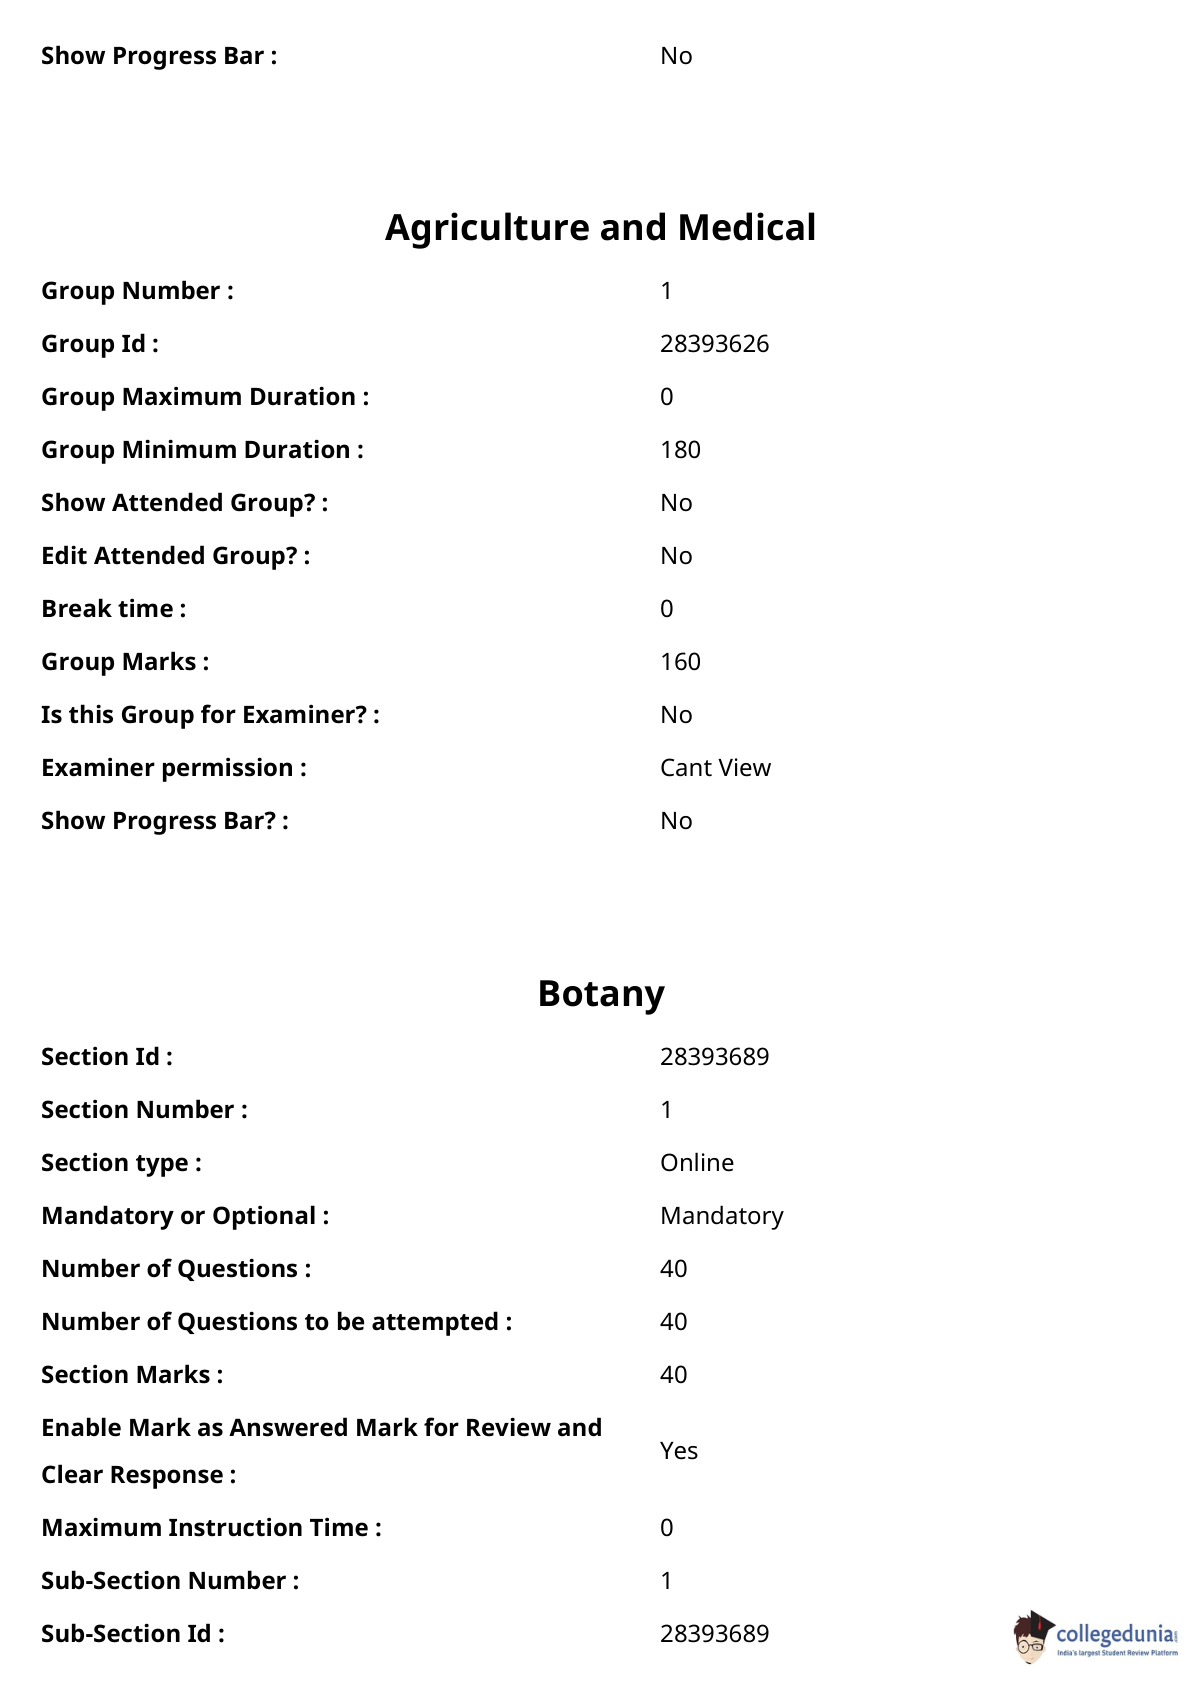 Show Progress Bar : No
Agriculture and Medical
Group Number : 1
Group Id : 28393626
Group Maximum Duration : 0
Group Minimum Duration : 180
Show Attended Group? : No
Edit Attended Group? : No
Break time : 0
Group Marks : 160
Is this Group for Examiner? : No
Examiner permission : Cant View
Show Progress Bar? : No
Botany
Section Id : 28393689
Section Number : 1
Section type : Online
Mandatory or Optional : Mandatory
Number of Questions : 40
Number of Questions to be attempted : 40
Section Marks : 40
Enable Mark as Answered Mark for Review and
Clear Response : Yes
Maximum Instruction Time : 0
Sub-Section Number : 1
Sub-Section Id : 28393689
collegedunia
India's largest Student Review Platform